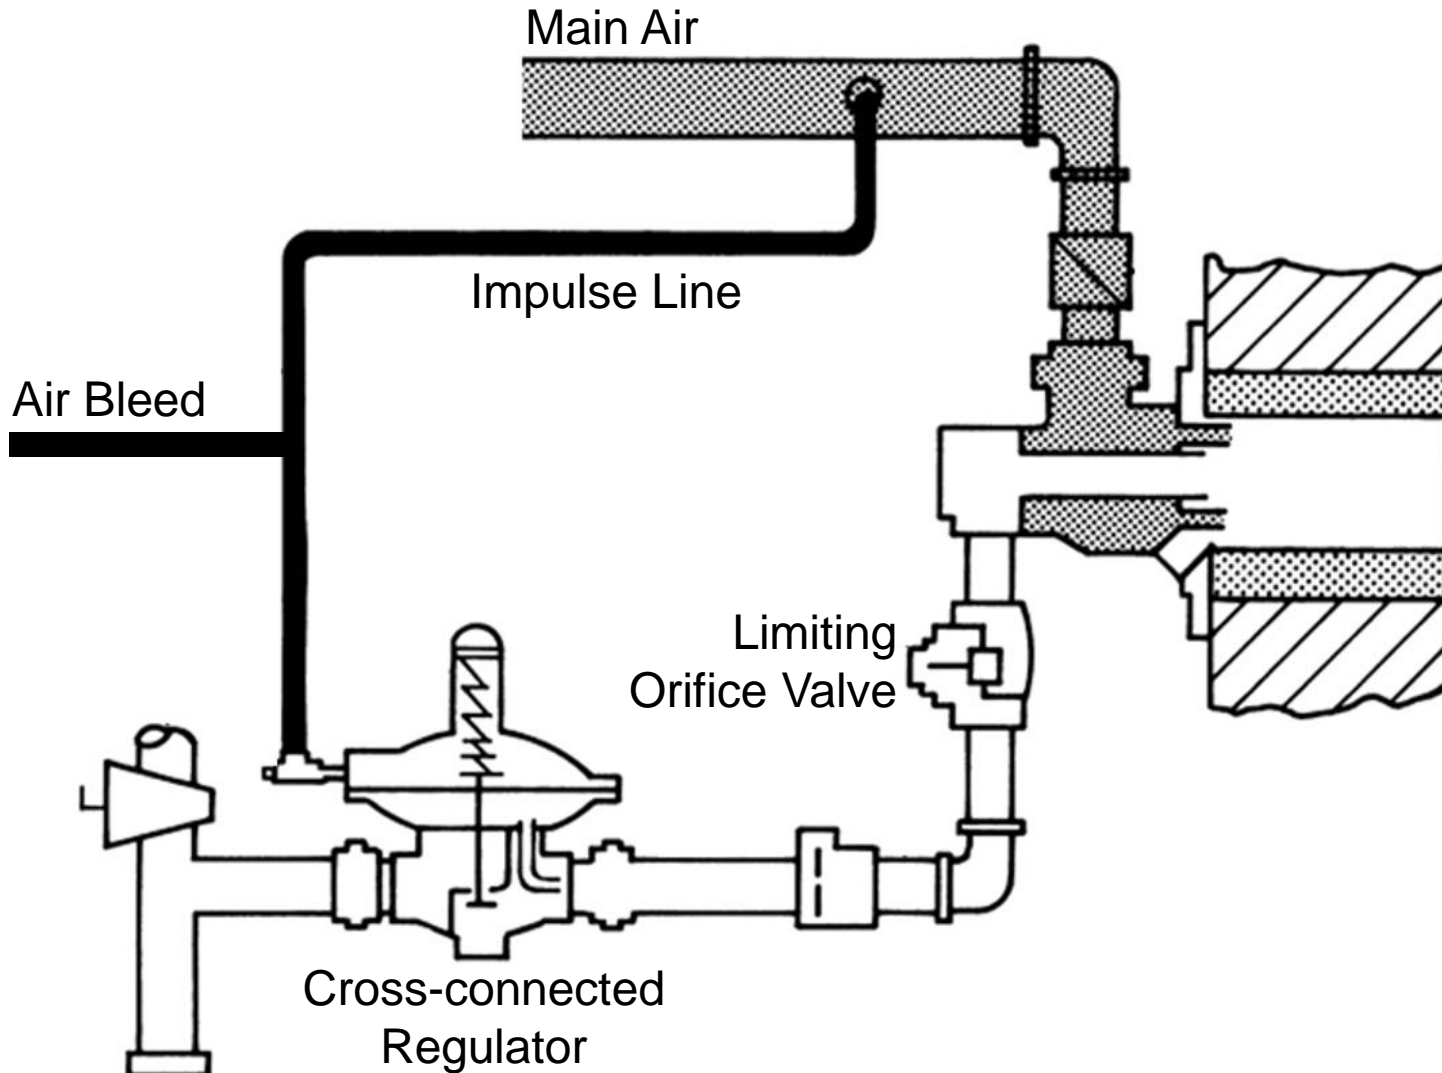 Main Air
Impulse Line
Air Bleed
Limiting
Orifice Valve
Cross-connected
Regulator